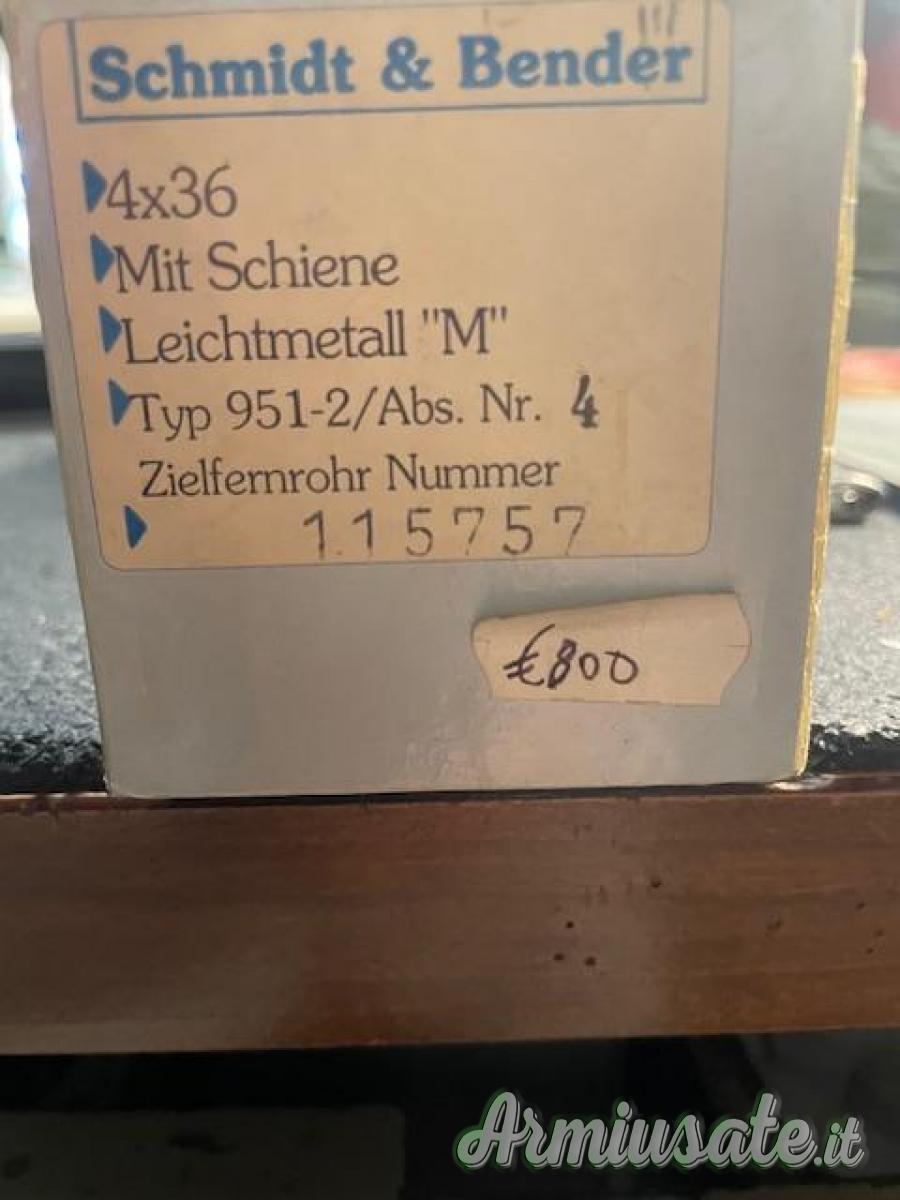 Schmidt & Bender
4x36
Mit Schiene
Leichtmetall "M"
Typ 951-2/Abs. Nr. 4
Zielfernrohr Nummer
115757
€800
Armiusate.it